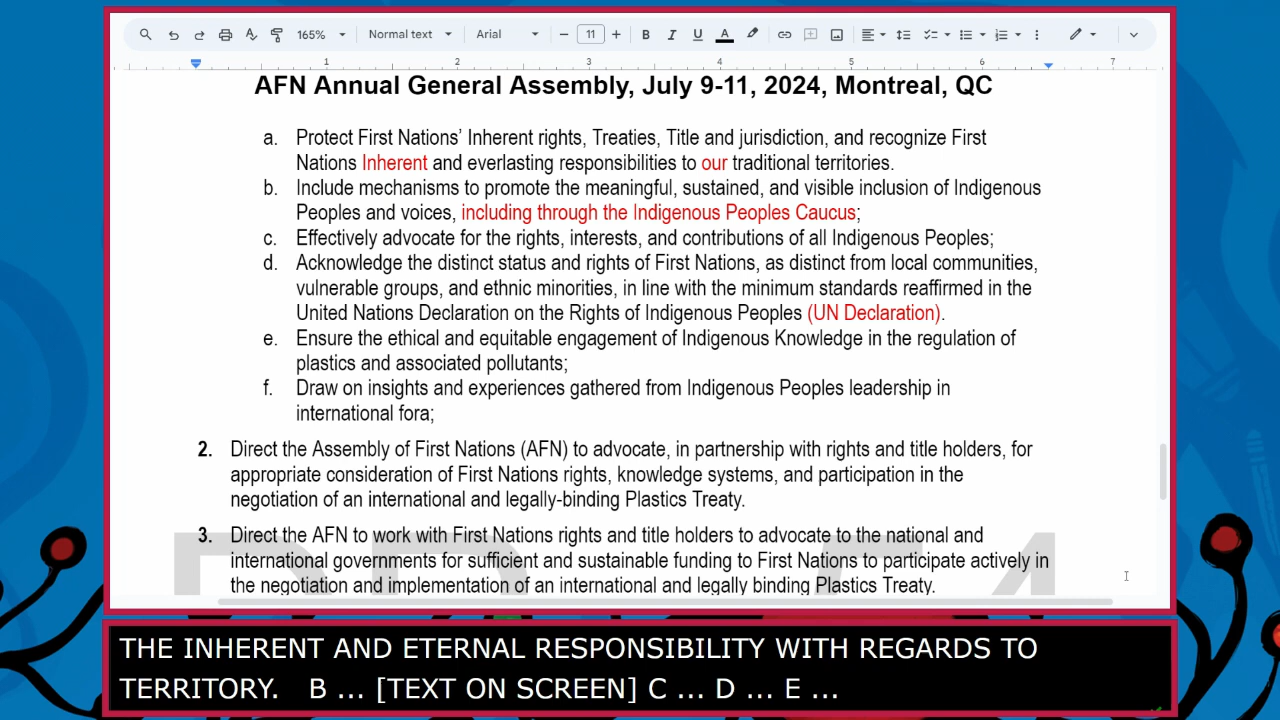 165% Normal text Arial 11 B I U A
1 2 3 4 5 6 7
AFN Annual General Assembly, July 9-11, 2024, Montreal, QC
a. Protect First Nations’ Inherent rights, Treaties, Title and jurisdiction, and recognize First
Nations Inherent and everlasting responsibilities to our traditional territories.
b. Include mechanisms to promote the meaningful, sustained, and visible inclusion of Indigenous
Peoples and voices, including through the Indigenous Peoples Caucus;
c. Effectively advocate for the rights, interests, and contributions of all Indigenous Peoples;
d. Acknowledge the distinct status and rights of First Nations, as distinct from local communities,
vulnerable groups, and ethnic minorities, in line with the minimum standards reaffirmed in the
United Nations Declaration on the Rights of Indigenous Peoples (UN Declaration).
e. Ensure the ethical and equitable engagement of Indigenous Knowledge in the regulation of
plastics and associated pollutants;
f. Draw on insights and experiences gathered from Indigenous Peoples leadership in
international fora;
2. Direct the Assembly of First Nations (AFN) to advocate, in partnership with rights and title holders, for
appropriate consideration of First Nations rights, knowledge systems, and participation in the
negotiation of an international and legally-binding Plastics Treaty.
3. Direct the AFN to work with First Nations rights and title holders to advocate to the national and
international governments for sufficient and sustainable funding to First Nations to participate actively in
the negotiation and implementation of an international and legally binding Plastics Treaty.
THE INHERENT AND ETERNAL RESPONSIBILITY WITH REGARDS TO
TERRITORY. B ... [TEXT ON SCREEN] C ... D ... E ...